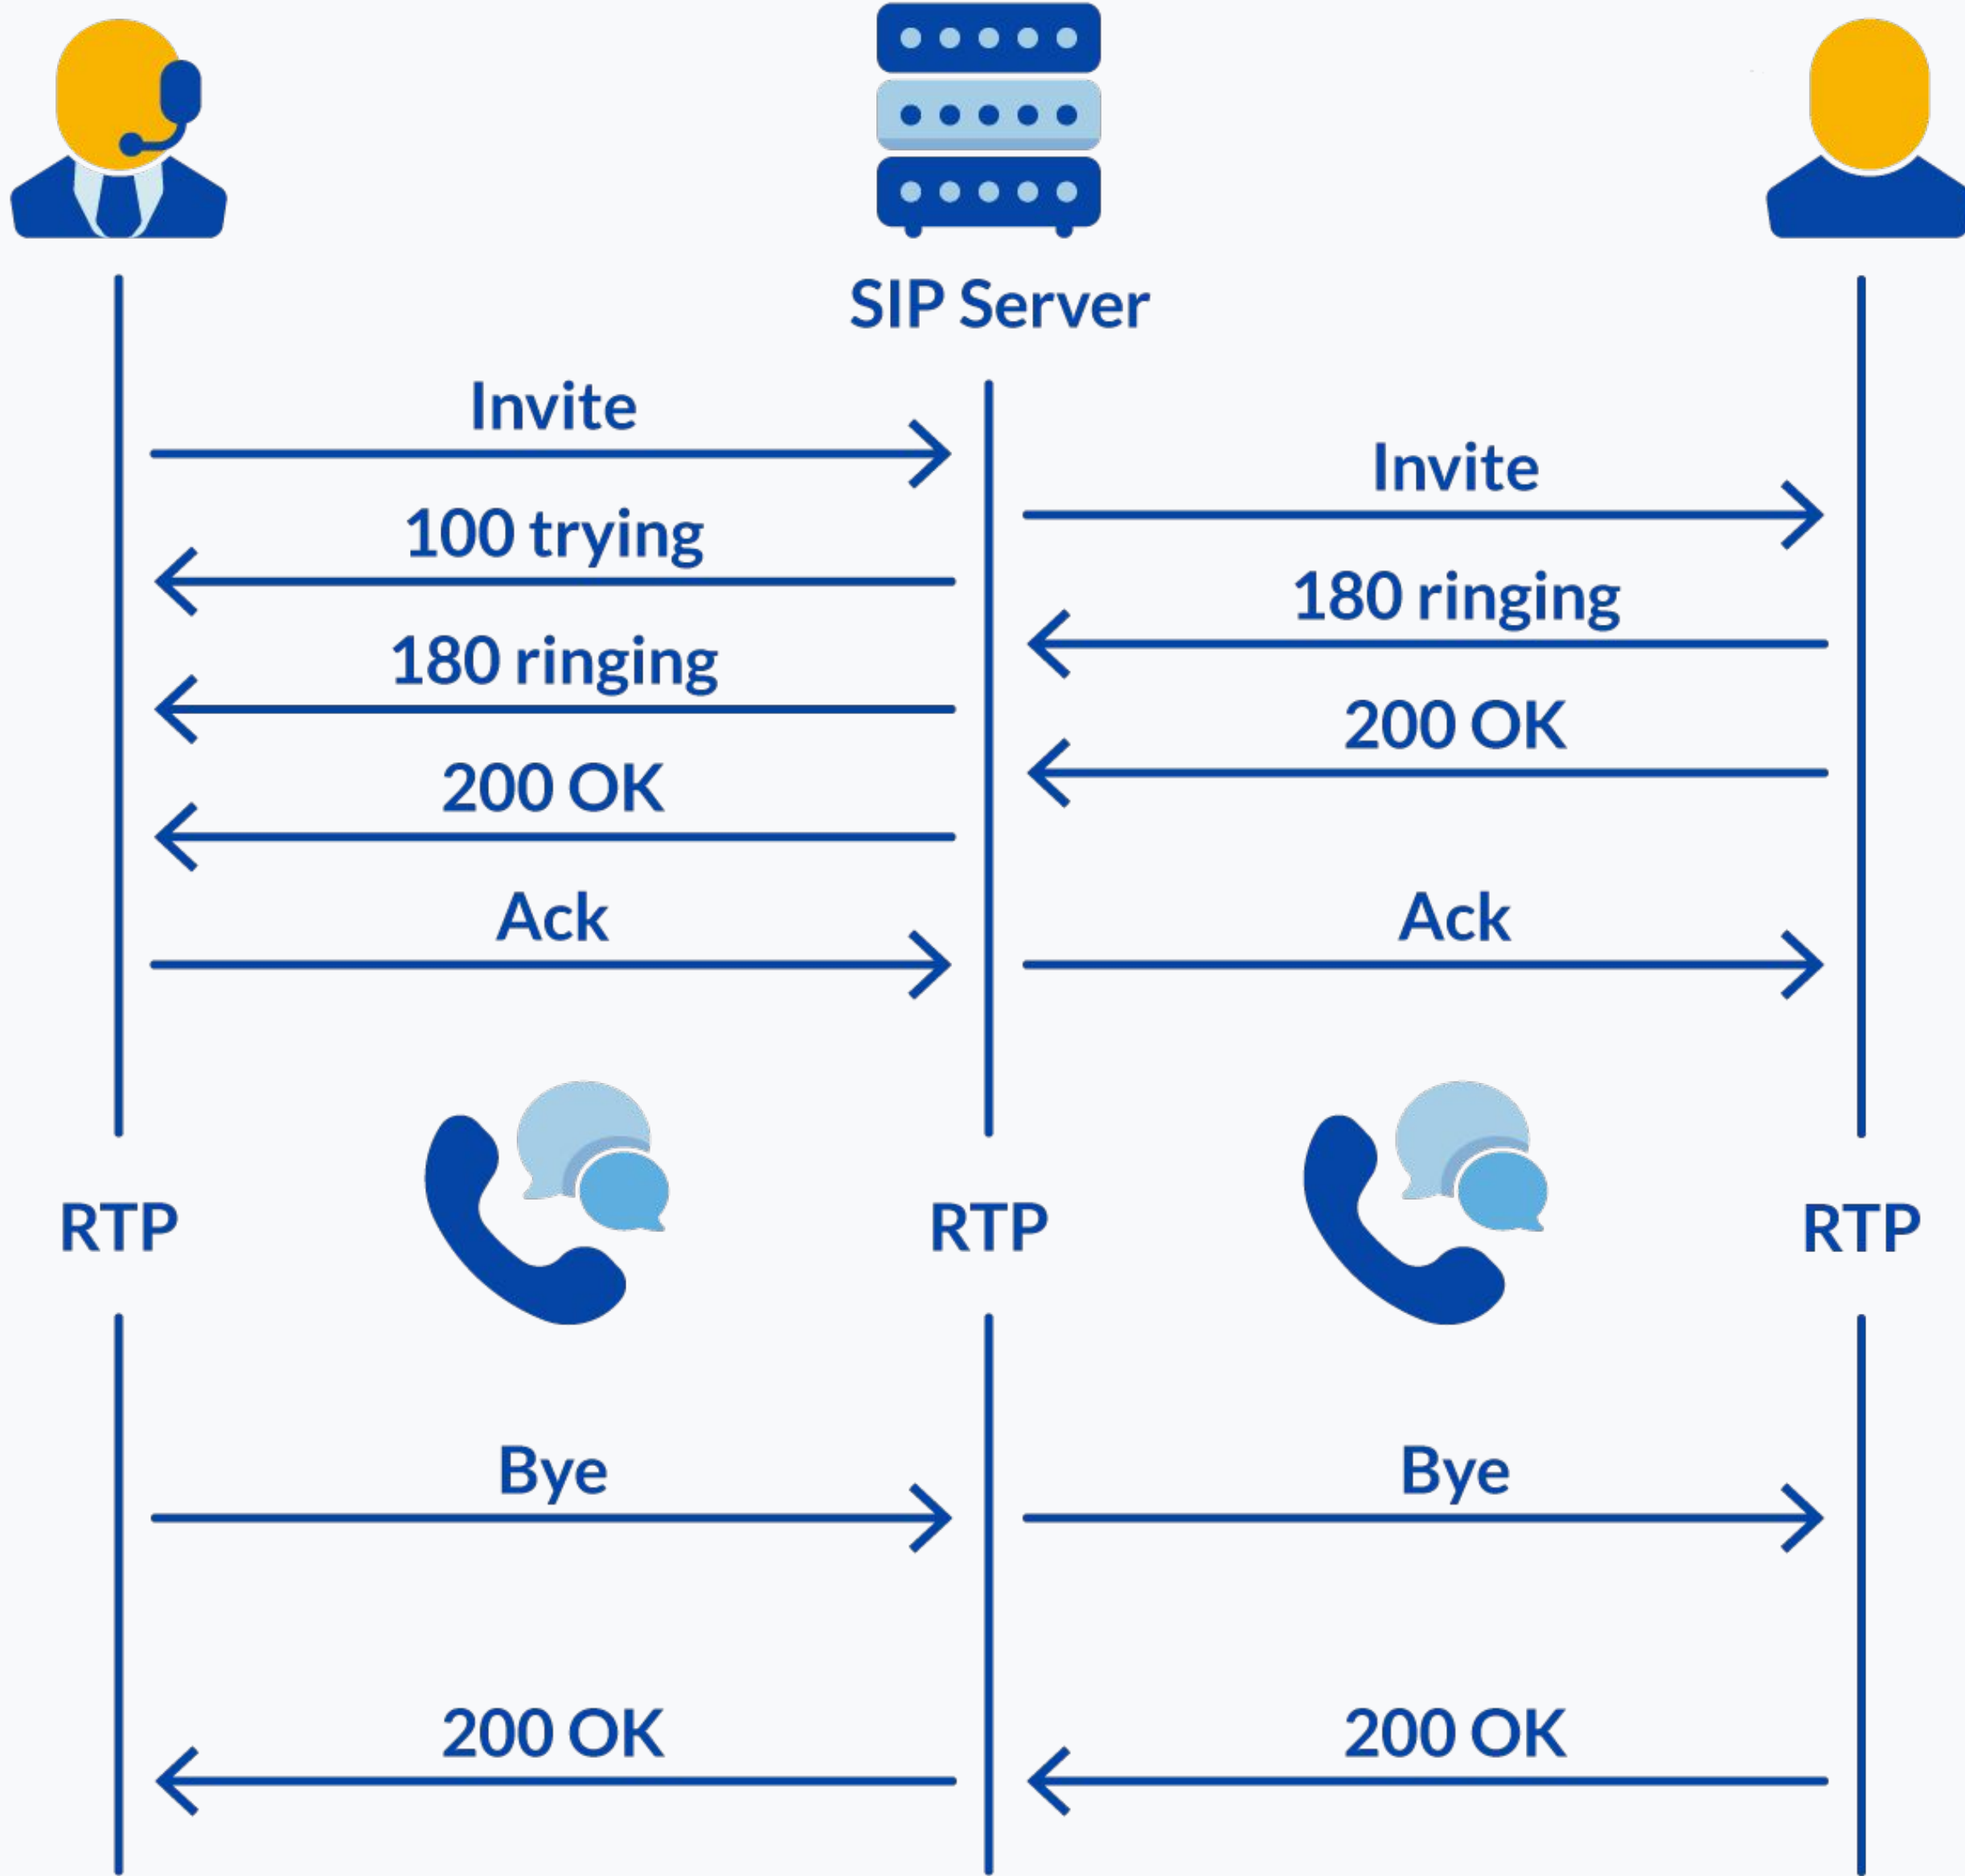 SIP Server
Invite
Invite
100 trying
180 ringing
180 ringing
200 OK
200 OK
Ack
Ack
RTP
RTP
RTP
Bye
Bye
200 OK
200 OK